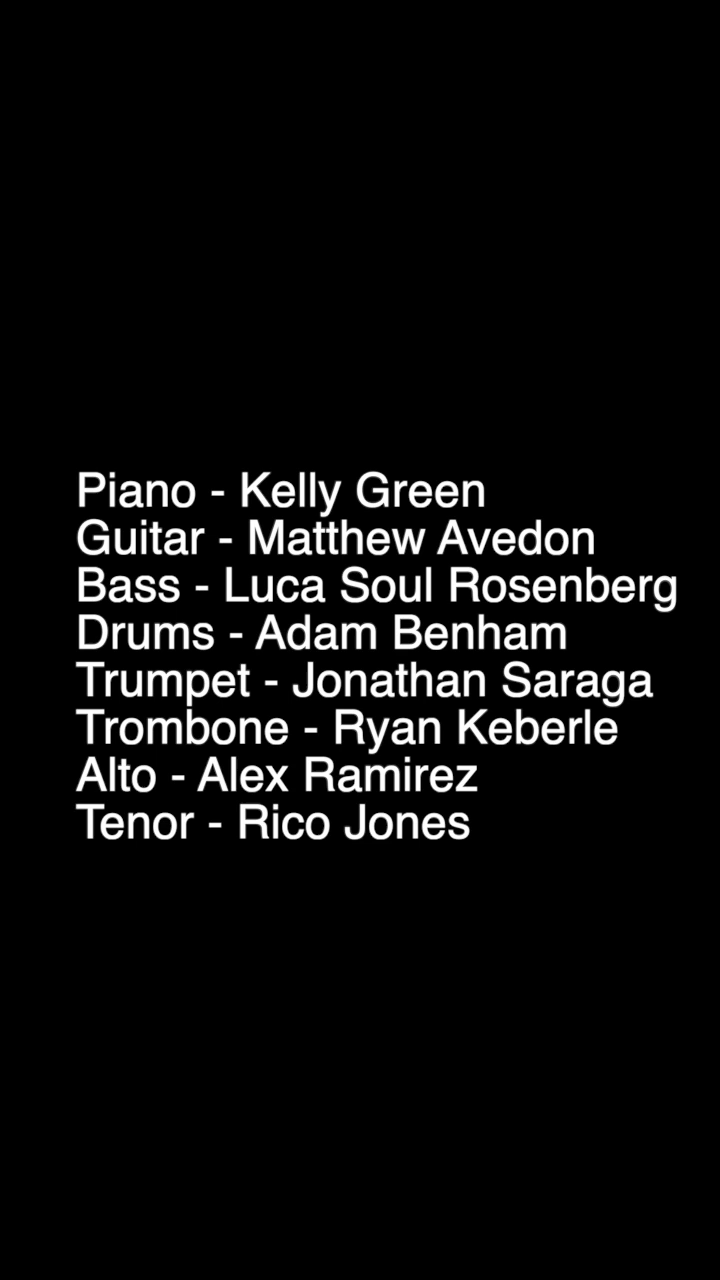 Piano - Kelly Green
Guitar - Matthew Avedon
Bass - Luca Soul Rosenberg
Drums - Adam Benham
Trumpet - Jonathan Saraga
Trombone - Ryan Keberle
Alto - Alex Ramirez
Tenor - Rico Jones